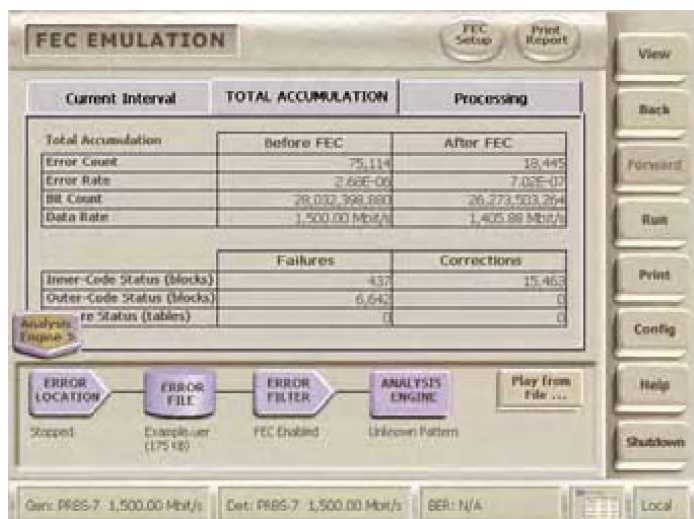 FEC EMULATION
FEC Setup
Print Report
View
Current Interval
TOTAL ACCUMULATION
Processing
Back
Total Accumulation
Before FEC
After FEC
Error Count 75,114 18,445
Error Rate 2.68E-06 7.02E-07
Bit Count 28,032,398,880 26,273,503,264
Data Rate 1,500.00 Mbit/s 1,405.88 Mbit/s
Forward
Run
Failures
Corrections
Inner-Code Status (blocks) 437 15,463
Outer-Code Status (blocks) 6,642 0
re Status (tables) 0 0
Print
Analysis Engine
Config
ERROR LOCATION
ERROR FILE
ERROR FILTER
ANALYSIS ENGINE
Play from File ...
Help
Stopped
Example.uer (175 KB)
FEC Enabled
Unknown Pattern
Shutdown
Gen: PRBS-7 1,500.00 Mbit/s
Det: PRBS-7 1,500.00 Mbit/s
BER: N/A
Local